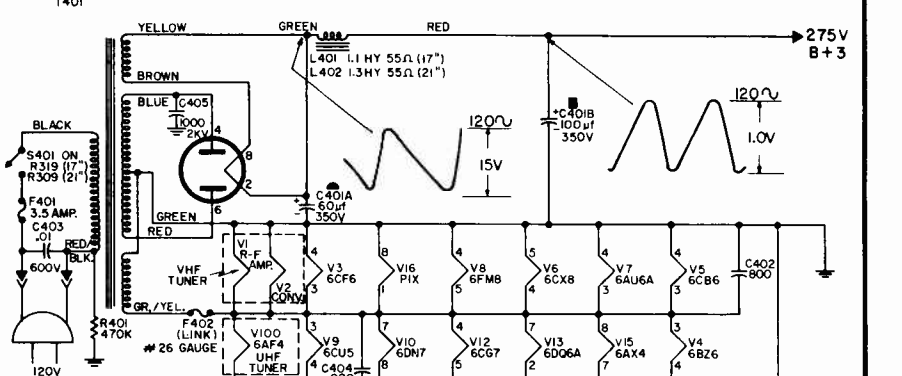 T401
YELLOW
GREEN
RED
275V
B+3
L401 1.1 HY 55Ω (17")
L402 1.3HY 55Ω (21")
BROWN
BLUE
C405
1000
2KV
4
8
2
6
120∿
15V
C401B
100µf
350V
120∿
1.0V
BLACK
S401 ON
R319 (17")
R309 (21")
F401
3.5 AMP.
C403
.01
600V
RED/
BLK.
C401A
60µf
350V
GREEN
RED
V1
R-F
AMP.
VHF
TUNER
V2
CONV.
4
V3
6CF6
3
8
V16
PIX
1
4
V8
6FM8
5
5
V6
6CX8
4
4
V7
6AU6A
3
4
V5
6CB6
3
C402
800
GR./YEL.
F402
(LINK)
#26 GAUGE
R401
470K
V100
6AF4
UHF
TUNER
3
V9
6CU5
4
C404
7
V10
6DN7
8
4
V12
6CG7
5
7
V13
6DQ6A
2
8
V15
6AX4
7
3
V4
6BZ6
4
120V